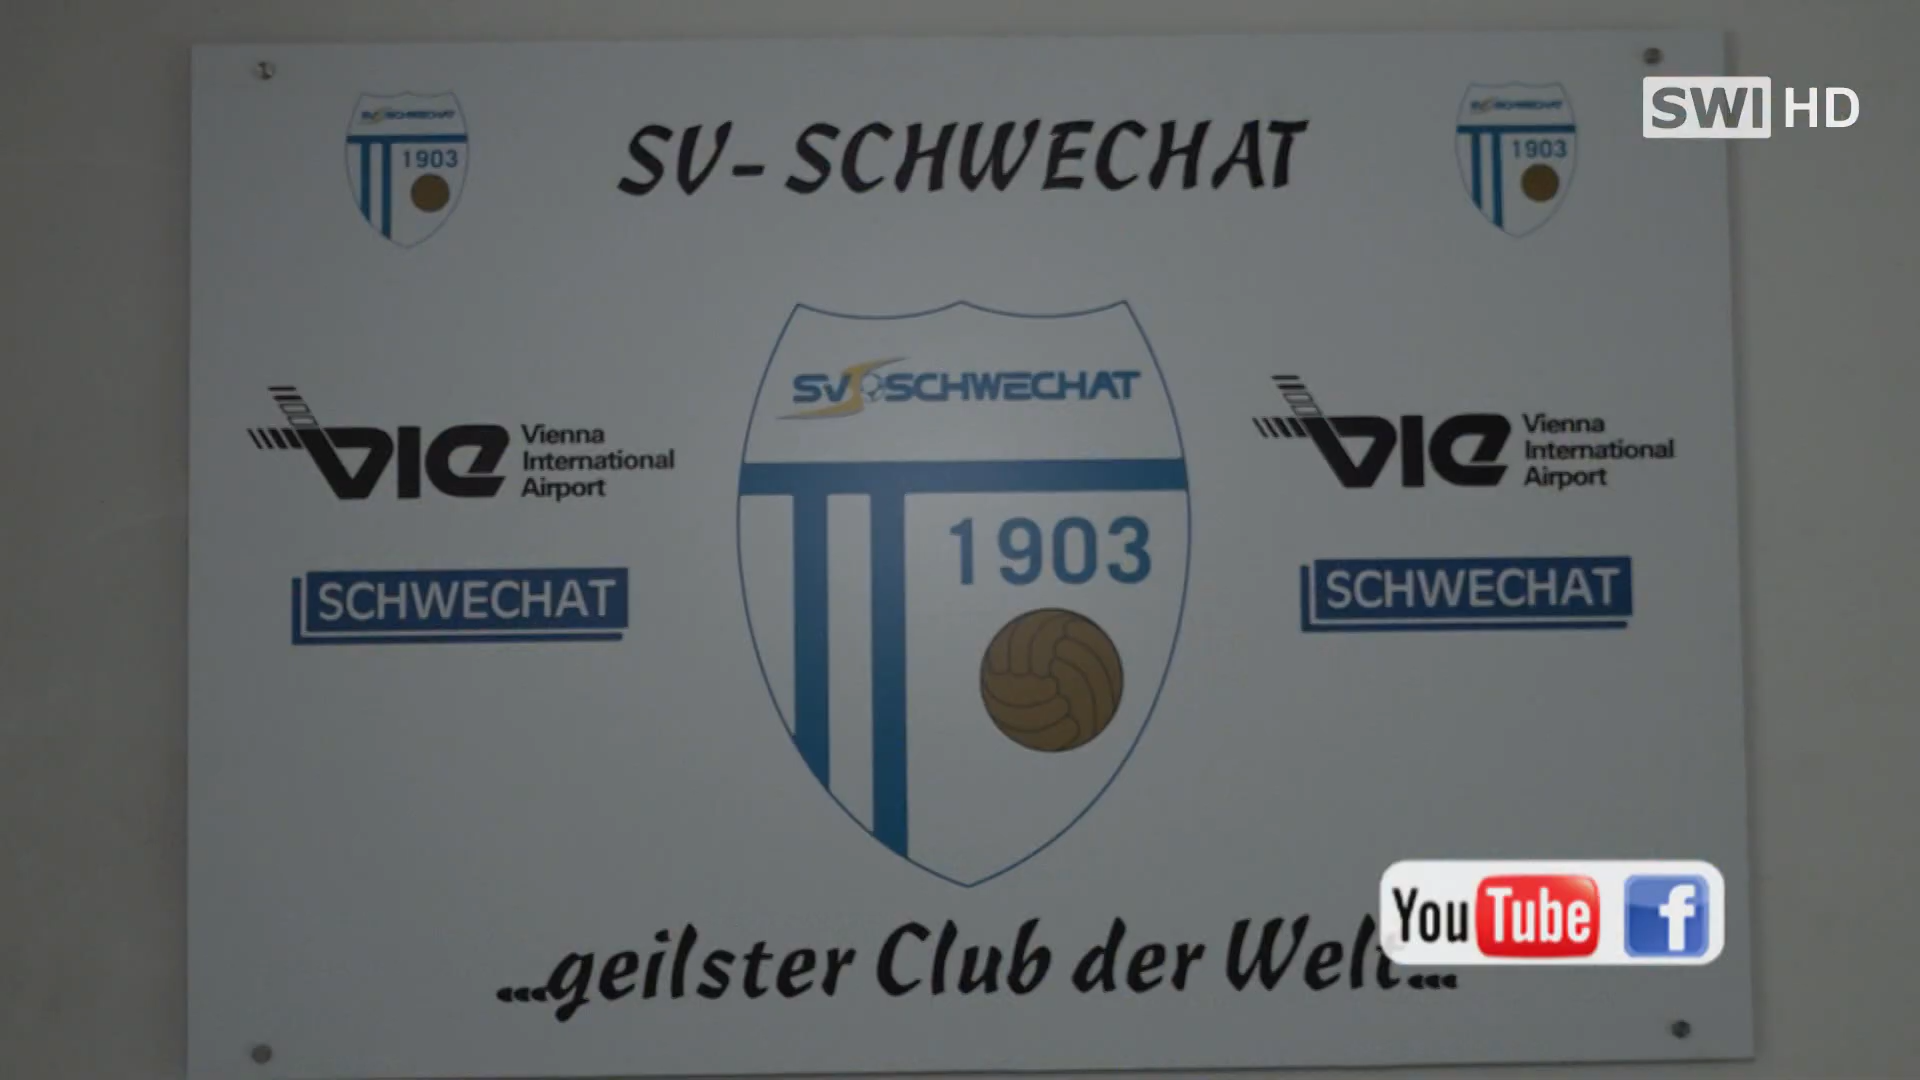 SV-SCHWECHAT
SV SCHWECHAT
1903
SV SCHWECHAT
1903
SWI HD
SV SCHWECHAT
1903
VIE Vienna
International
Airport
SCHWECHAT
VIE Vienna
International
Airport
SCHWECHAT
...geilster Club der Welt...
YouTube f